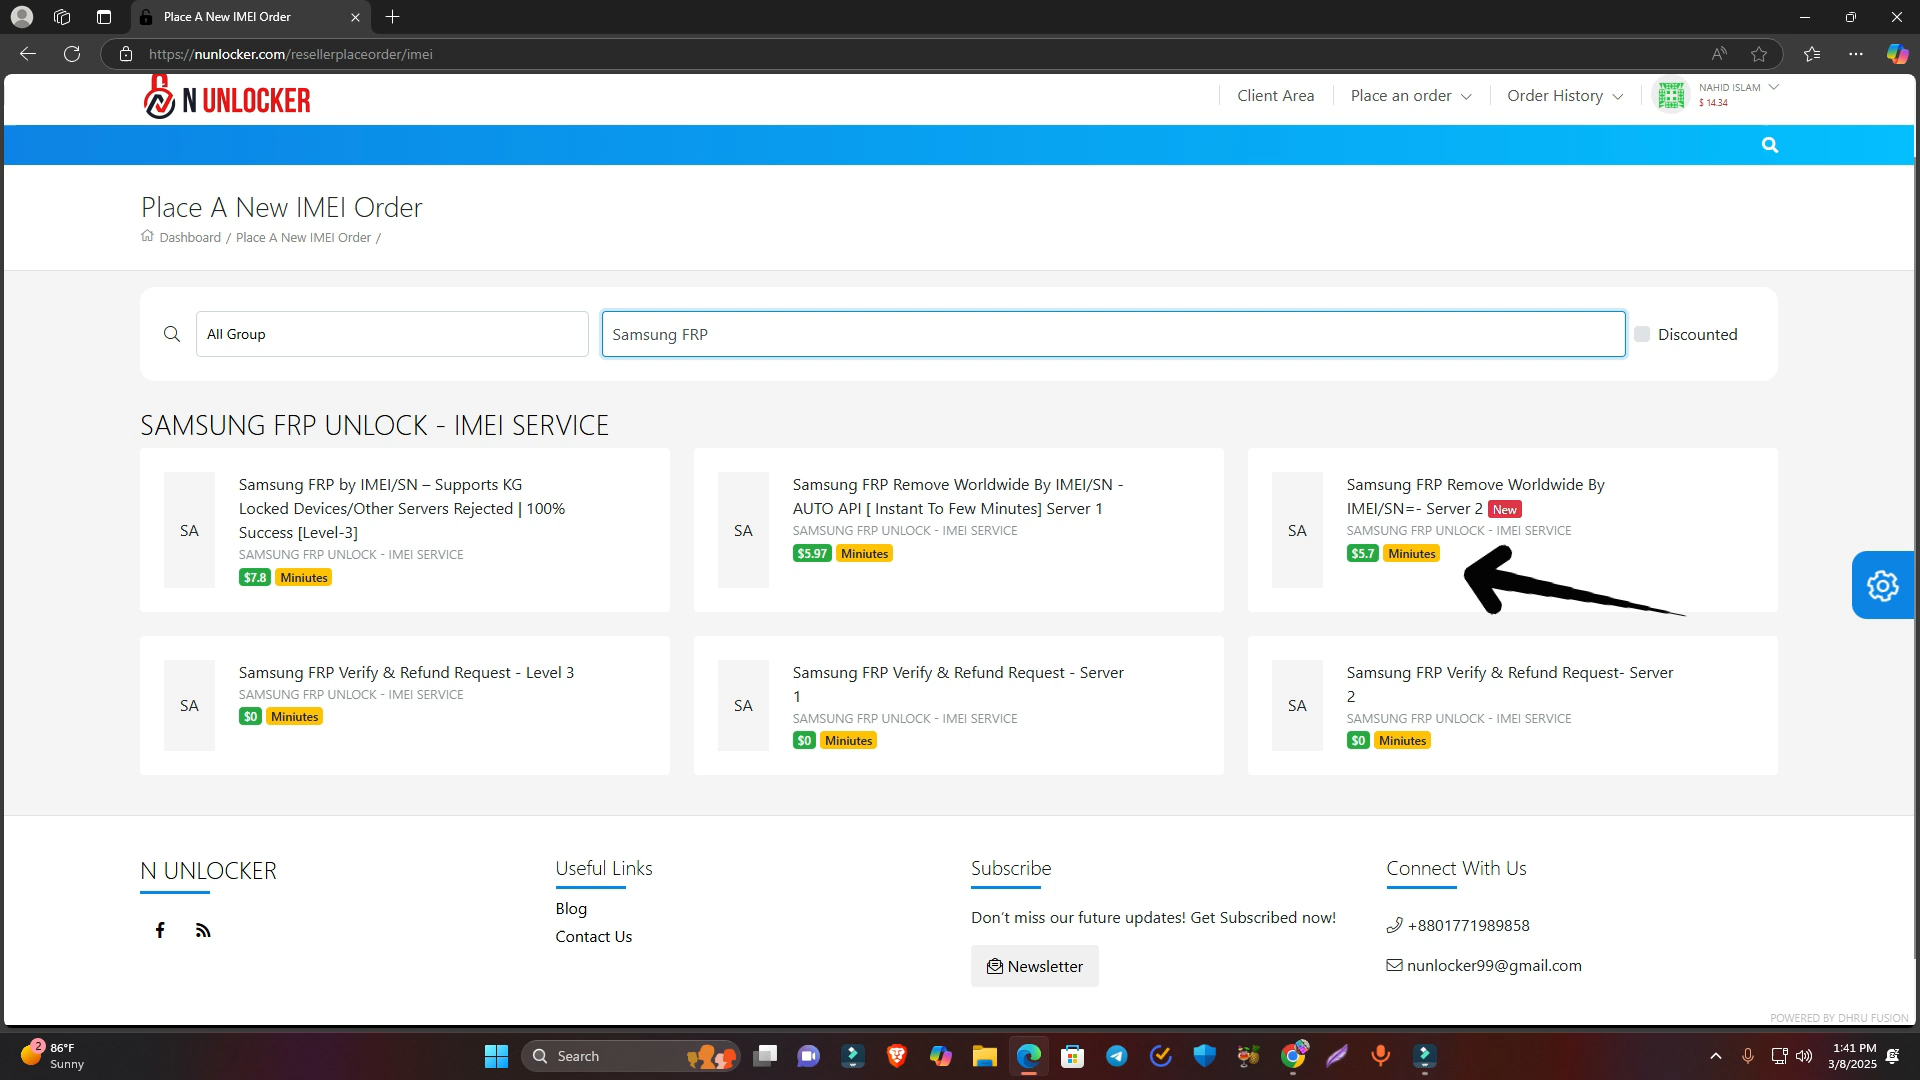 Place A New IMEI Order
https://nunlocker.com/resellerplaceorder/imei
N UNLOCKER
Client Area
Place an order
Order History
NAHID ISLAM
$ 14.34
Place A New IMEI Order
Dashboard / Place A New IMEI Order /
All Group
Samsung FRP
Discounted
SAMSUNG FRP UNLOCK - IMEI SERVICE
SA
Samsung FRP by IMEI/SN – Supports KG
Locked Devices/Other Servers Rejected | 100%
Success [Level-3]
SAMSUNG FRP UNLOCK - IMEI SERVICE
$7.8 Miniutes
SA
Samsung FRP Remove Worldwide By IMEI/SN -
AUTO API [ Instant To Few Minutes] Server 1
SAMSUNG FRP UNLOCK - IMEI SERVICE
$5.97 Miniutes
SA
Samsung FRP Remove Worldwide By
IMEI/SN=- Server 2 New
SAMSUNG FRP UNLOCK - IMEI SERVICE
$5.7 Miniutes
SA
Samsung FRP Verify & Refund Request - Level 3
SAMSUNG FRP UNLOCK - IMEI SERVICE
$0 Miniutes
SA
Samsung FRP Verify & Refund Request - Server
1
SAMSUNG FRP UNLOCK - IMEI SERVICE
$0 Miniutes
SA
Samsung FRP Verify & Refund Request- Server
2
SAMSUNG FRP UNLOCK - IMEI SERVICE
$0 Miniutes
N UNLOCKER
Useful Links
Blog
Contact Us
Subscribe
Don't miss our future updates! Get Subscribed now!
Newsletter
Connect With Us
+8801771989858
nunlocker99@gmail.com
POWERED BY DHRU FUSION
2
86°F
Sunny
Search
1:41 PM
3/8/2025